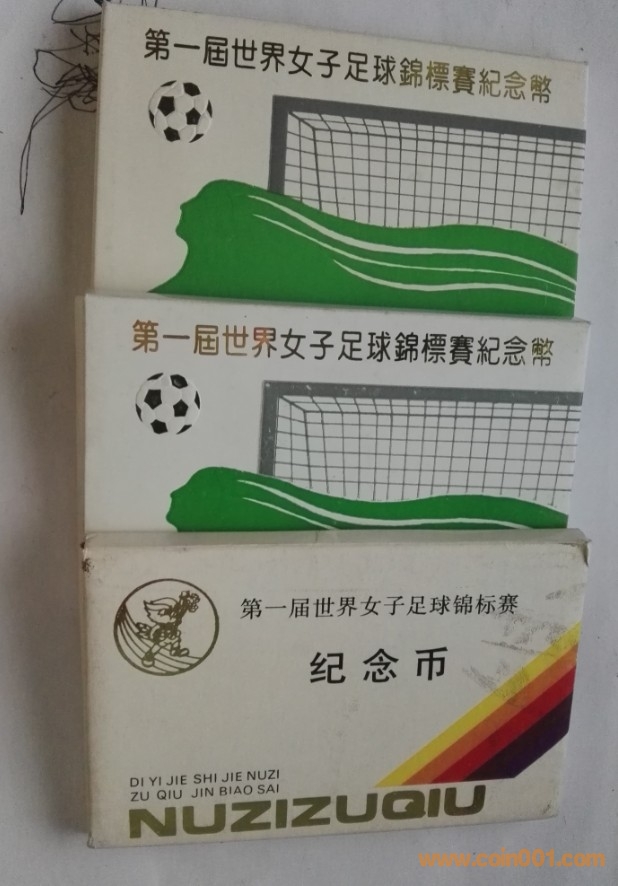 第一屆世界女子足球錦標賽紀念幣
第一屆世界女子足球錦標賽紀念幣
第一届世界女子足球锦标赛
纪念币
DI YI JIE SHI JIE NUZI
ZU QIU JIN BIAO SAI
NUZIZUQIU
www.coin001.com